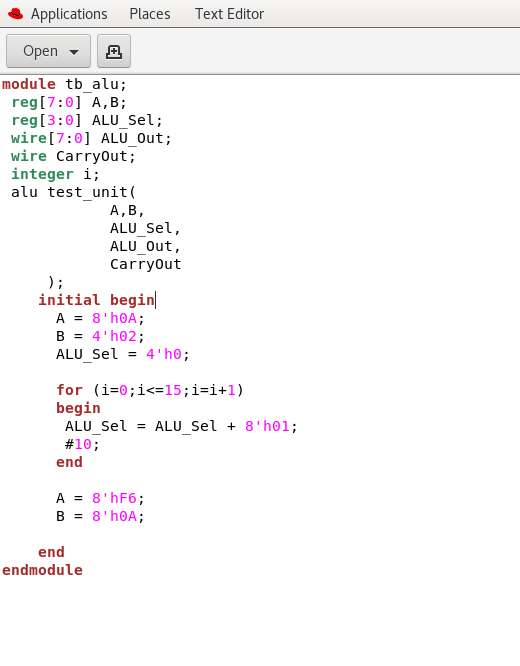 Applications Places Text Editor
Open
module tb_alu;
reg[7:0] A,B;
reg[3:0] ALU_Sel;
wire[7:0] ALU_Out;
wire CarryOut;
integer i;
alu test_unit(
A,B,
ALU_Sel,
ALU_Out,
CarryOut
);
initial begin
A = 8'h0A;
B = 4'h02;
ALU_Sel = 4'h0;
for (i=0;i<=15;i=i+1)
begin
ALU_Sel = ALU_Sel + 8'h01;
#10;
end
A = 8'hF6;
B = 8'h0A;
end
endmodule